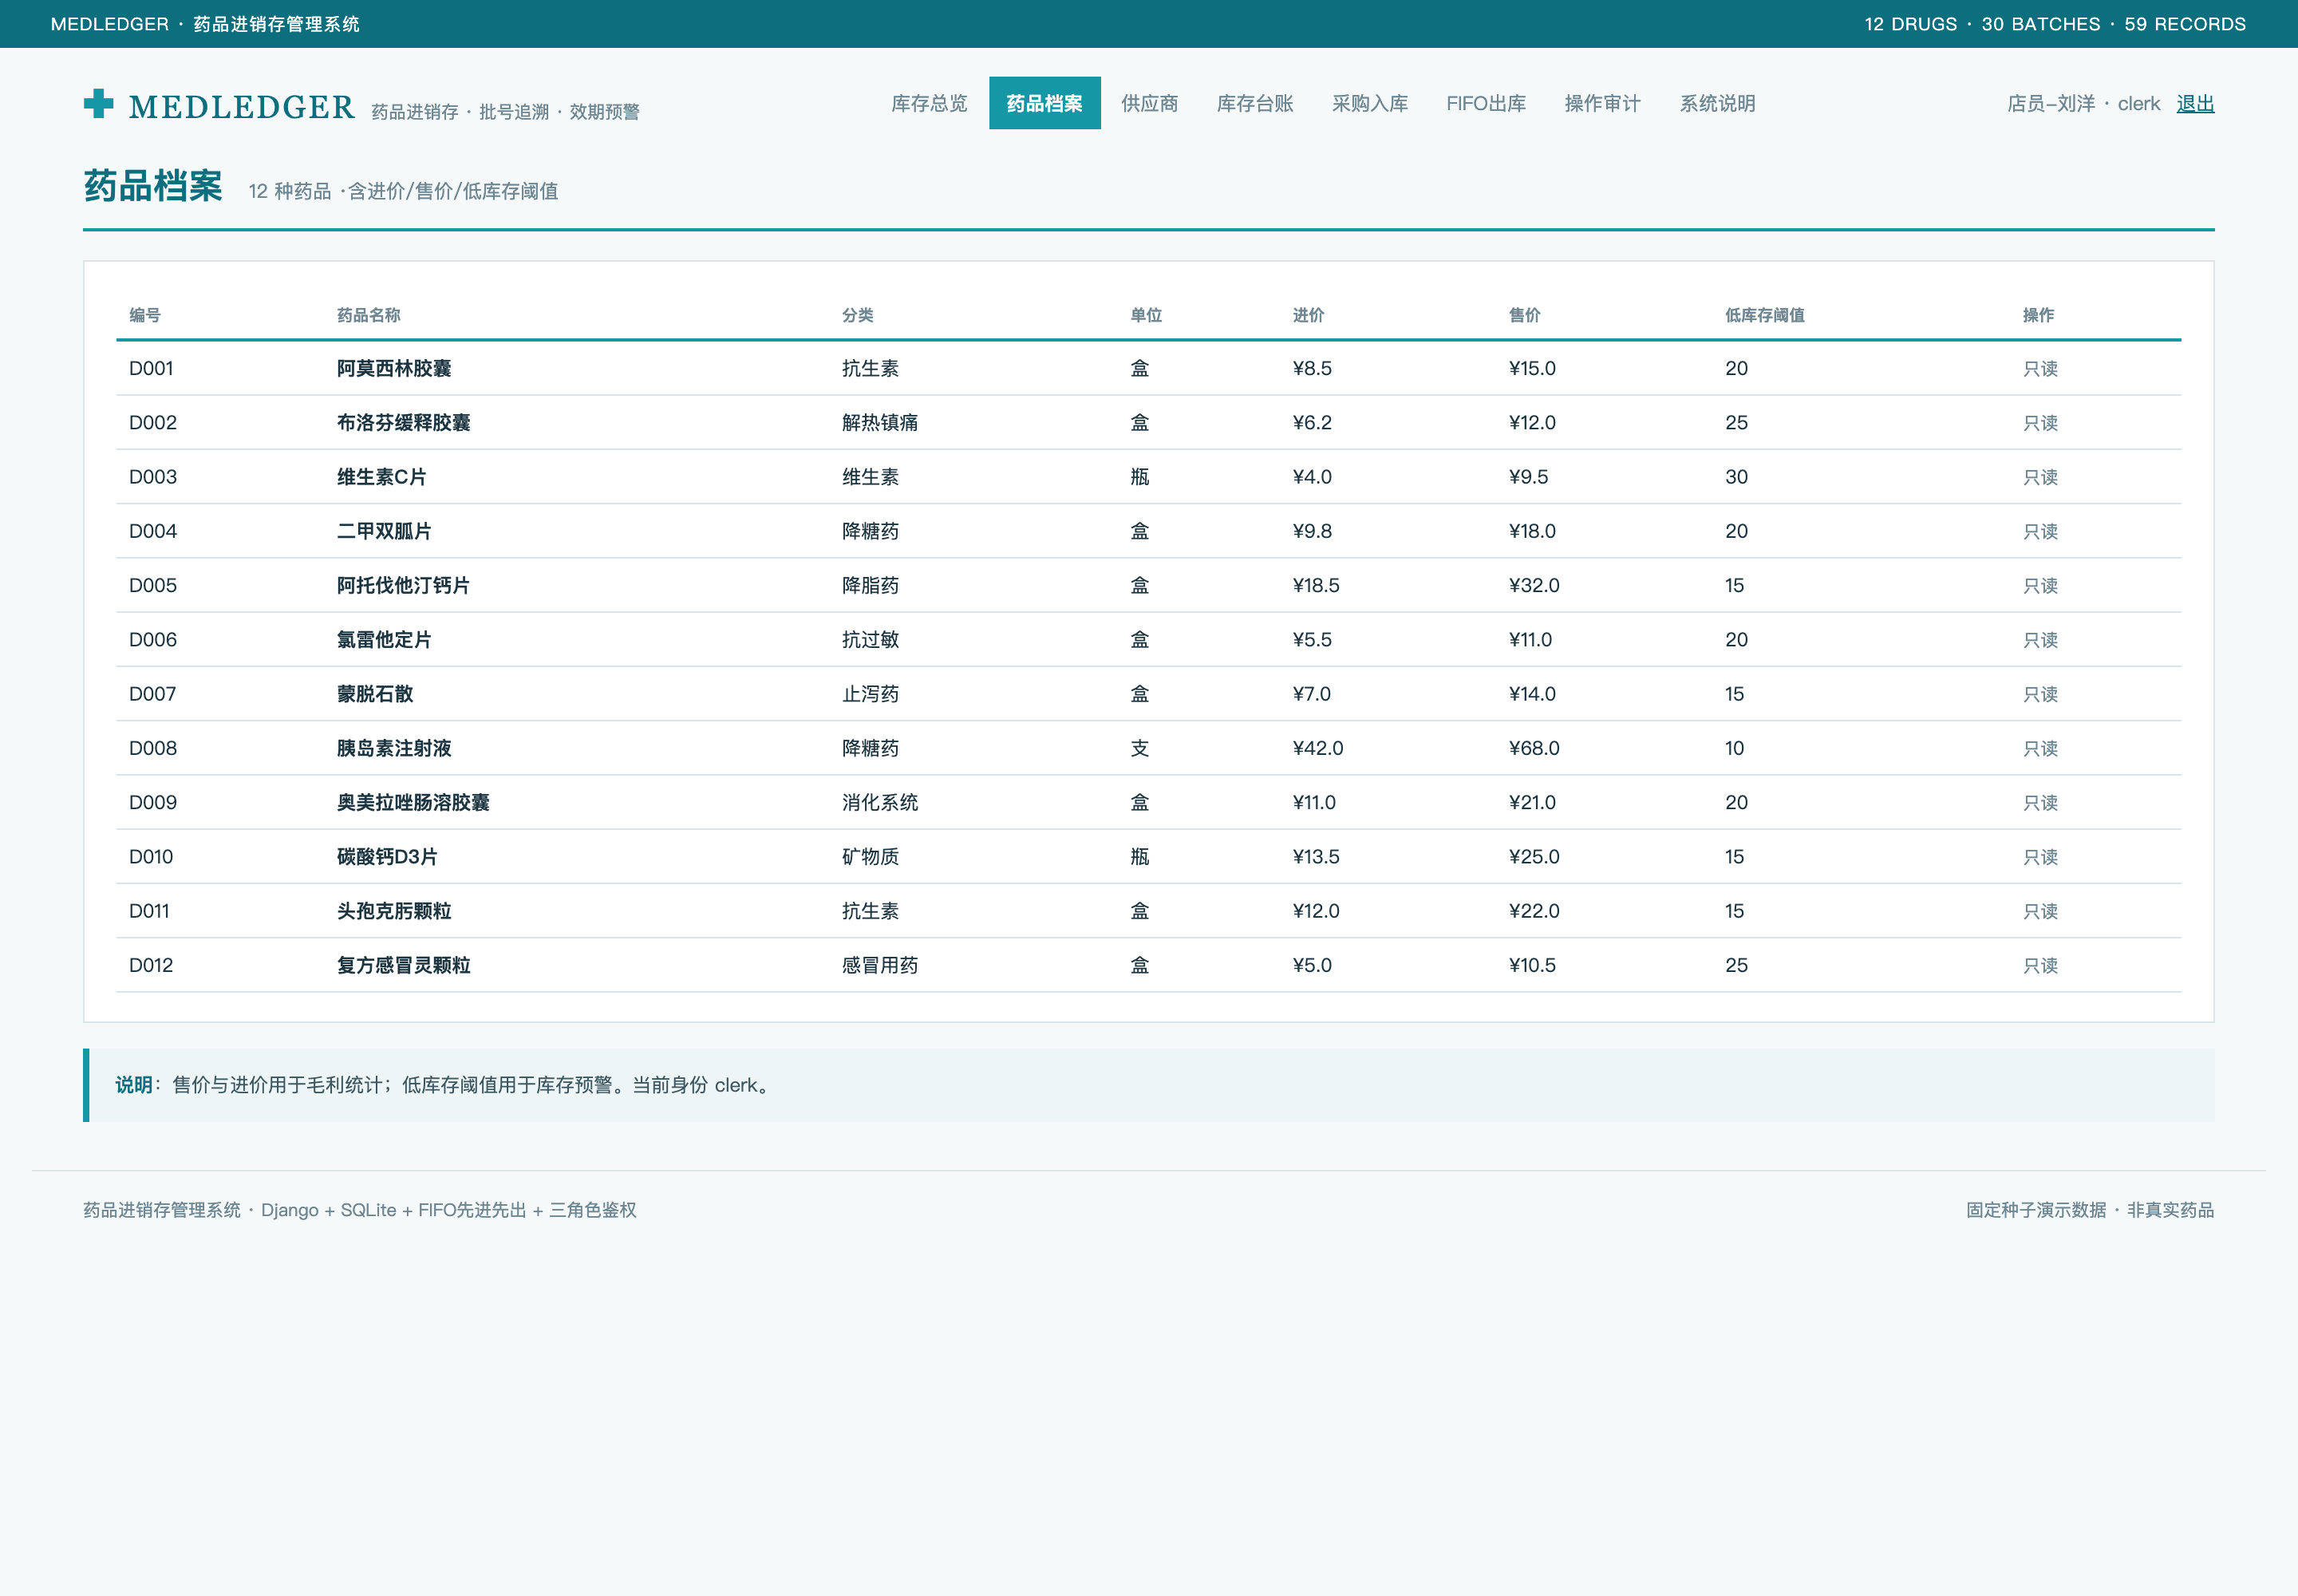 MEDLEDGER · 药品进销存管理系统 12 DRUGS · 30 BATCHES · 59 RECORDS
MEDLEDGER 药品进销存 · 批号追溯 · 效期预警 库存总览 药品档案 供应商 库存台账 采购入库 FIFO出库 操作审计 系统说明 店员-刘洋 · clerk 退出
药品档案 12 种药品 ·含进价/售价/低库存阈值
编号 药品名称 分类 单位 进价 售价 低库存阈值 操作
D001 阿莫西林胶囊 抗生素 盒 ¥8.5 ¥15.0 20 只读
D002 布洛芬缓释胶囊 解热镇痛 盒 ¥6.2 ¥12.0 25 只读
D003 维生素C片 维生素 瓶 ¥4.0 ¥9.5 30 只读
D004 二甲双胍片 降糖药 盒 ¥9.8 ¥18.0 20 只读
D005 阿托伐他汀钙片 降脂药 盒 ¥18.5 ¥32.0 15 只读
D006 氯雷他定片 抗过敏 盒 ¥5.5 ¥11.0 20 只读
D007 蒙脱石散 止泻药 盒 ¥7.0 ¥14.0 15 只读
D008 胰岛素注射液 降糖药 支 ¥42.0 ¥68.0 10 只读
D009 奥美拉唑肠溶胶囊 消化系统 盒 ¥11.0 ¥21.0 20 只读
D010 碳酸钙D3片 矿物质 瓶 ¥13.5 ¥25.0 15 只读
D011 头孢克肟颗粒 抗生素 盒 ¥12.0 ¥22.0 15 只读
D012 复方感冒灵颗粒 感冒用药 盒 ¥5.0 ¥10.5 25 只读
说明：售价与进价用于毛利统计；低库存阈值用于库存预警。当前身份 clerk。
药品进销存管理系统 · Django + SQLite + FIFO先进先出 + 三角色鉴权 固定种子演示数据 · 非真实药品